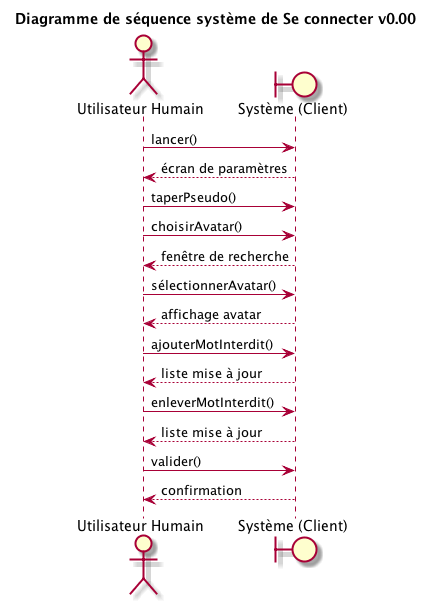 Diagramme de séquence système de Se connecter v0.00
Utilisateur Humain Système (Client)
lancer()
écran de paramètres
taperPseudo()
choisirAvatar()
fenêtre de recherche
sélectionnerAvatar()
affichage avatar
ajouterMotInterdit()
liste mise à jour
enleverMotInterdit()
liste mise à jour
valider()
confirmation
Utilisateur Humain Système (Client)